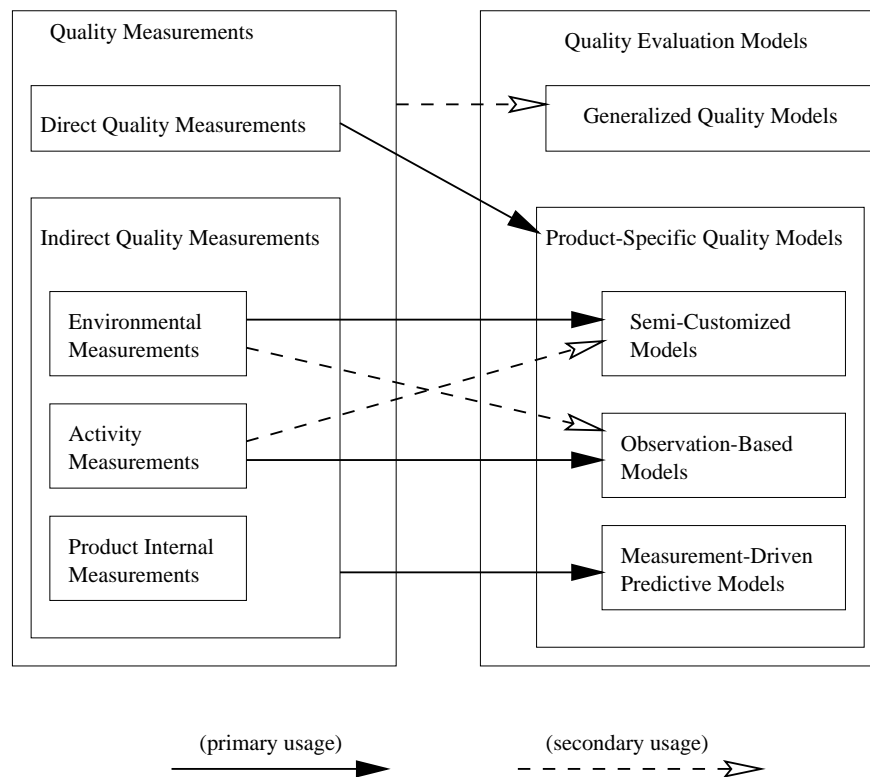 Quality Measurements
Direct Quality Measurements
Indirect Quality Measurements
Environmental
Measurements
Activity
Measurements
Product Internal
Measurements
Quality Evaluation Models
Generalized Quality Models
Product-Specific Quality Models
Semi-Customized
Models
Observation-Based
Models
Measurement-Driven
Predictive Models
(primary usage)
(secondary usage)